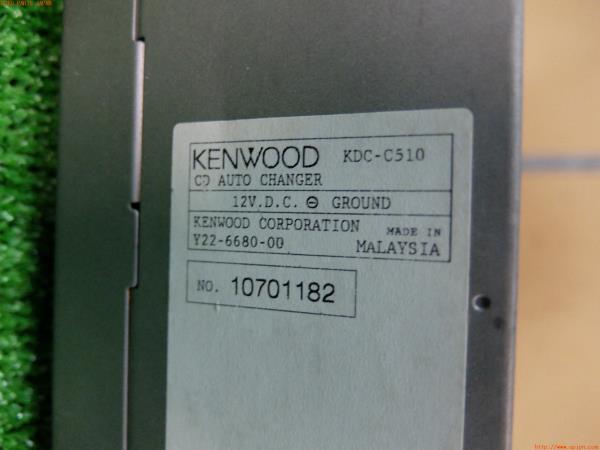 KENWOOD KDC-C510
CD AUTO CHANGER
12V.D.C. ⊖ GROUND
KENWOOD CORPORATION
Y22-6680-00 MADE IN MALAYSIA
NO. 10701182